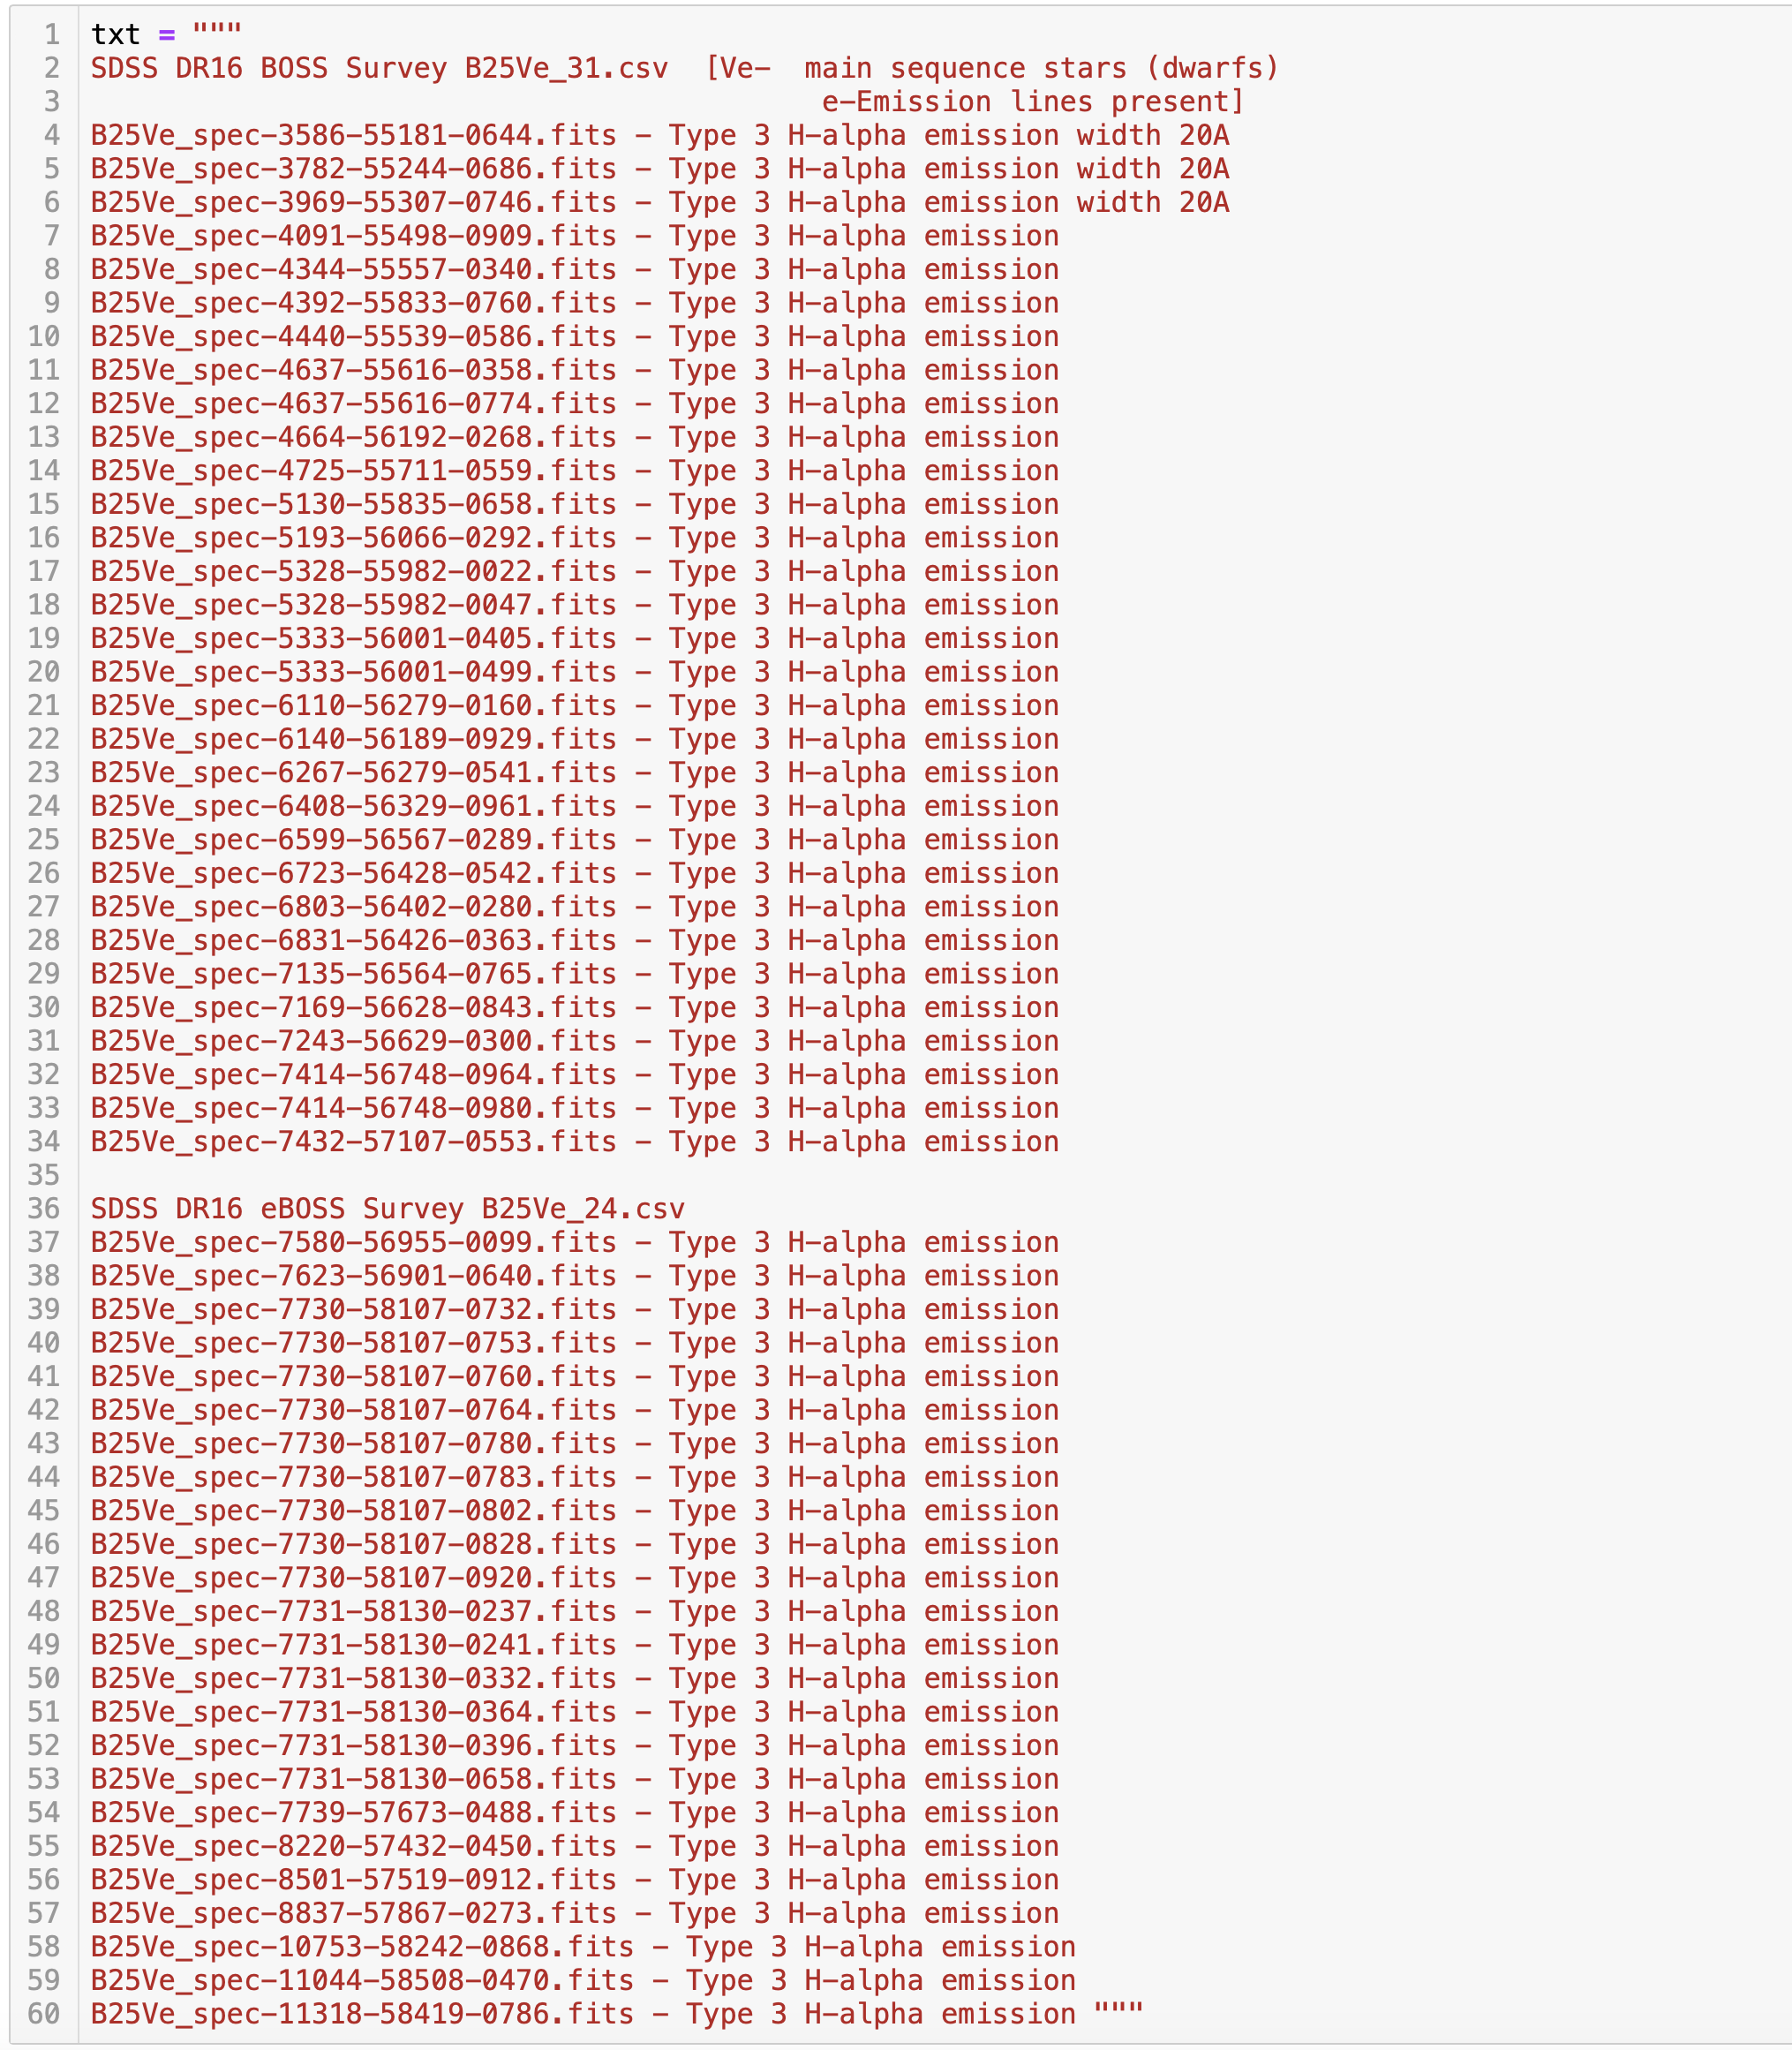 1 txt = """
2 SDSS DR16 BOSS Survey B25Ve_31.csv  [Ve-  main sequence stars (dwarfs)
3                                           e-Emission lines present]
4 B25Ve_spec-3586-55181-0644.fits - Type 3 H-alpha emission width 20A
5 B25Ve_spec-3782-55244-0686.fits - Type 3 H-alpha emission width 20A
6 B25Ve_spec-3969-55307-0746.fits - Type 3 H-alpha emission width 20A
7 B25Ve_spec-4091-55498-0909.fits - Type 3 H-alpha emission
8 B25Ve_spec-4344-55557-0340.fits - Type 3 H-alpha emission
9 B25Ve_spec-4392-55833-0760.fits - Type 3 H-alpha emission
10 B25Ve_spec-4440-55539-0586.fits - Type 3 H-alpha emission
11 B25Ve_spec-4637-55616-0358.fits - Type 3 H-alpha emission
12 B25Ve_spec-4637-55616-0774.fits - Type 3 H-alpha emission
13 B25Ve_spec-4664-56192-0268.fits - Type 3 H-alpha emission
14 B25Ve_spec-4725-55711-0559.fits - Type 3 H-alpha emission
15 B25Ve_spec-5130-55835-0658.fits - Type 3 H-alpha emission
16 B25Ve_spec-5193-56066-0292.fits - Type 3 H-alpha emission
17 B25Ve_spec-5328-55982-0022.fits - Type 3 H-alpha emission
18 B25Ve_spec-5328-55982-0047.fits - Type 3 H-alpha emission
19 B25Ve_spec-5333-56001-0405.fits - Type 3 H-alpha emission
20 B25Ve_spec-5333-56001-0499.fits - Type 3 H-alpha emission
21 B25Ve_spec-6110-56279-0160.fits - Type 3 H-alpha emission
22 B25Ve_spec-6140-56189-0929.fits - Type 3 H-alpha emission
23 B25Ve_spec-6267-56279-0541.fits - Type 3 H-alpha emission
24 B25Ve_spec-6408-56329-0961.fits - Type 3 H-alpha emission
25 B25Ve_spec-6599-56567-0289.fits - Type 3 H-alpha emission
26 B25Ve_spec-6723-56428-0542.fits - Type 3 H-alpha emission
27 B25Ve_spec-6803-56402-0280.fits - Type 3 H-alpha emission
28 B25Ve_spec-6831-56426-0363.fits - Type 3 H-alpha emission
29 B25Ve_spec-7135-56564-0765.fits - Type 3 H-alpha emission
30 B25Ve_spec-7169-56628-0843.fits - Type 3 H-alpha emission
31 B25Ve_spec-7243-56629-0300.fits - Type 3 H-alpha emission
32 B25Ve_spec-7414-56748-0964.fits - Type 3 H-alpha emission
33 B25Ve_spec-7414-56748-0980.fits - Type 3 H-alpha emission
34 B25Ve_spec-7432-57107-0553.fits - Type 3 H-alpha emission
35
36 SDSS DR16 eBOSS Survey B25Ve_24.csv
37 B25Ve_spec-7580-56955-0099.fits - Type 3 H-alpha emission
38 B25Ve_spec-7623-56901-0640.fits - Type 3 H-alpha emission
39 B25Ve_spec-7730-58107-0732.fits - Type 3 H-alpha emission
40 B25Ve_spec-7730-58107-0753.fits - Type 3 H-alpha emission
41 B25Ve_spec-7730-58107-0760.fits - Type 3 H-alpha emission
42 B25Ve_spec-7730-58107-0764.fits - Type 3 H-alpha emission
43 B25Ve_spec-7730-58107-0780.fits - Type 3 H-alpha emission
44 B25Ve_spec-7730-58107-0783.fits - Type 3 H-alpha emission
45 B25Ve_spec-7730-58107-0802.fits - Type 3 H-alpha emission
46 B25Ve_spec-7730-58107-0828.fits - Type 3 H-alpha emission
47 B25Ve_spec-7730-58107-0920.fits - Type 3 H-alpha emission
48 B25Ve_spec-7731-58130-0237.fits - Type 3 H-alpha emission
49 B25Ve_spec-7731-58130-0241.fits - Type 3 H-alpha emission
50 B25Ve_spec-7731-58130-0332.fits - Type 3 H-alpha emission
51 B25Ve_spec-7731-58130-0364.fits - Type 3 H-alpha emission
52 B25Ve_spec-7731-58130-0396.fits - Type 3 H-alpha emission
53 B25Ve_spec-7731-58130-0658.fits - Type 3 H-alpha emission
54 B25Ve_spec-7739-57673-0488.fits - Type 3 H-alpha emission
55 B25Ve_spec-8220-57432-0450.fits - Type 3 H-alpha emission
56 B25Ve_spec-8501-57519-0912.fits - Type 3 H-alpha emission
57 B25Ve_spec-8837-57867-0273.fits - Type 3 H-alpha emission
58 B25Ve_spec-10753-58242-0868.fits - Type 3 H-alpha emission
59 B25Ve_spec-11044-58508-0470.fits - Type 3 H-alpha emission
60 B25Ve_spec-11318-58419-0786.fits - Type 3 H-alpha emission """